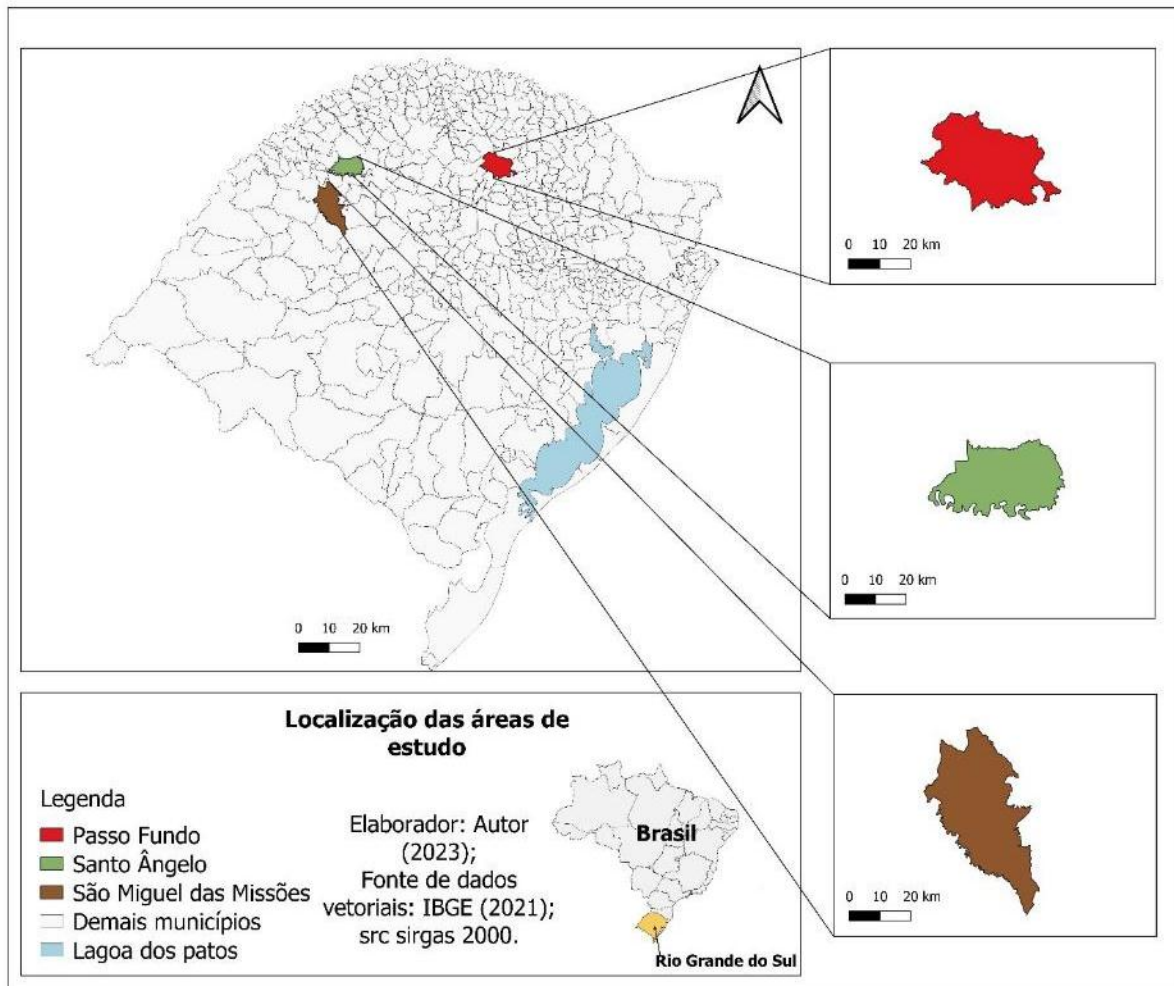 0 10 20 km
0 10 20 km
0 10 20 km
0 10 20 km
Localização das áreas de
estudo
Legenda
Passo Fundo
Santo Ângelo
São Miguel das Missões
Demais municípios
Lagoa dos patos
Elaborador: Autor
(2023);
Fonte de dados
vetoriais: IBGE (2021);
src sirgas 2000.
Brasil
Rio Grande do Sul